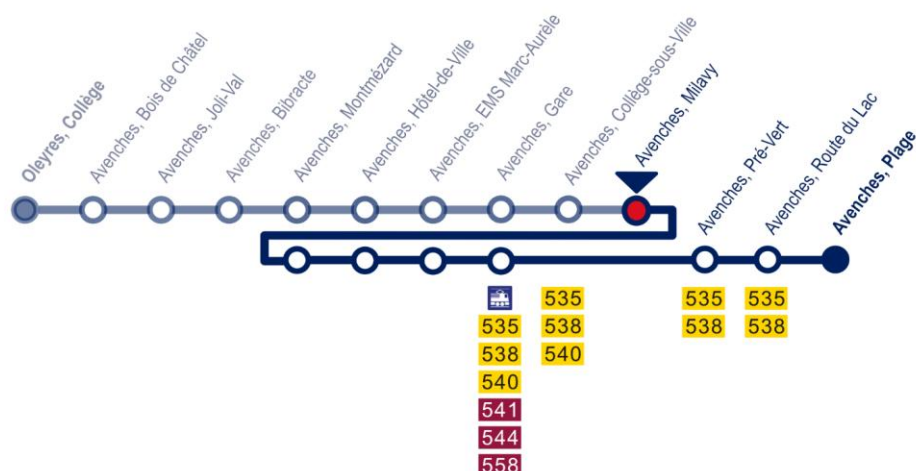 Oleyres, Collège
Avenches, Bois de Châtel
Avenches, Joli-Val
Avenches, Bibracte
Avenches, Montmézard
Avenches, Hôtel-de-Ville
Avenches, EMS Marc-Aurèle
Avenches, Gare
Avenches, Collège-sous-Ville
Avenches, Milavy
Avenches, Pré-Vert
Avenches, Route du Lac
Avenches, Plage
535
538
540
541
544
558
535
538
540
535
538
535
538